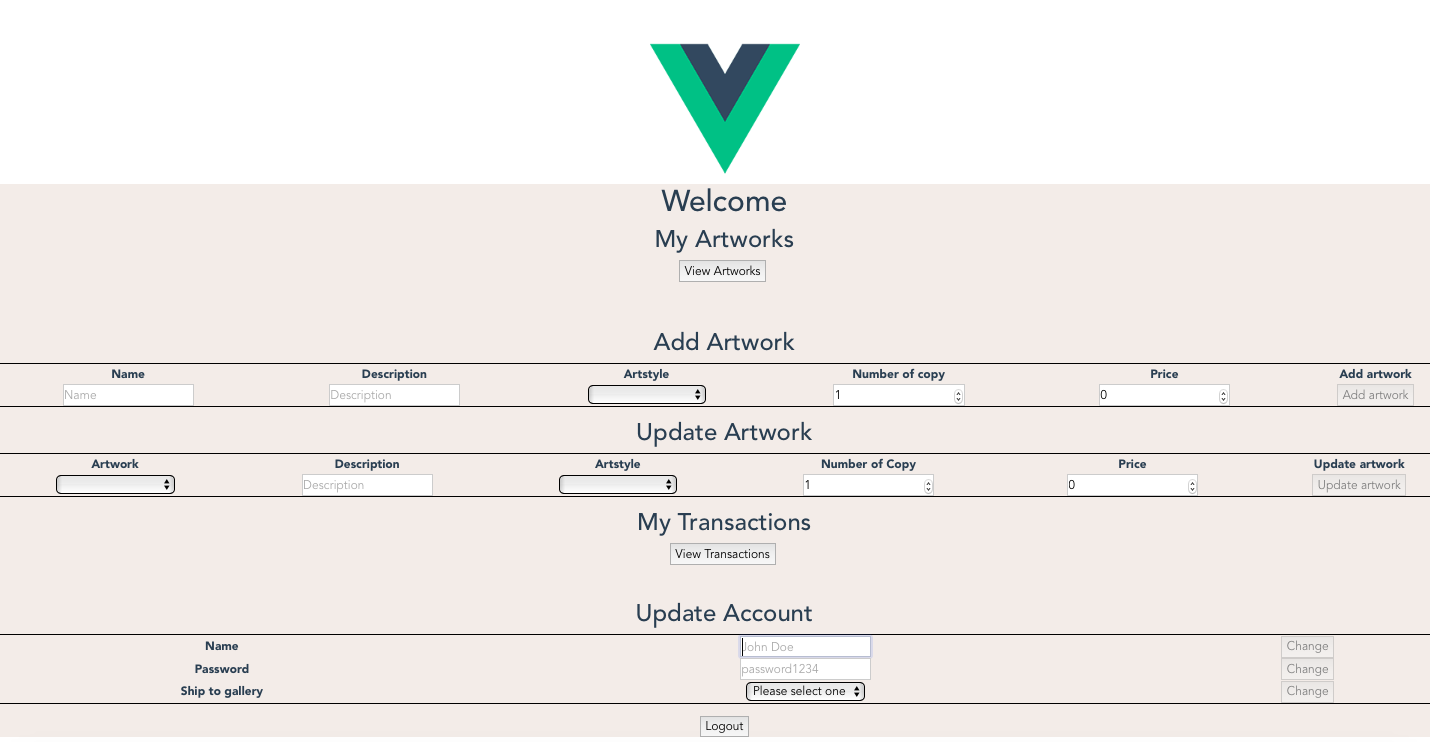 Welcome
My Artworks
View Artworks
Add Artwork
Name Description Artstyle Number of copy Price Add artwork
Name Description 1 0 Add artwork
Update Artwork
Artwork Description Artstyle Number of Copy Price Update artwork
Description 1 0 Update artwork
My Transactions
View Transactions
Update Account
Name John Doe Change
Password password1234 Change
Ship to gallery Please select one Change
Logout